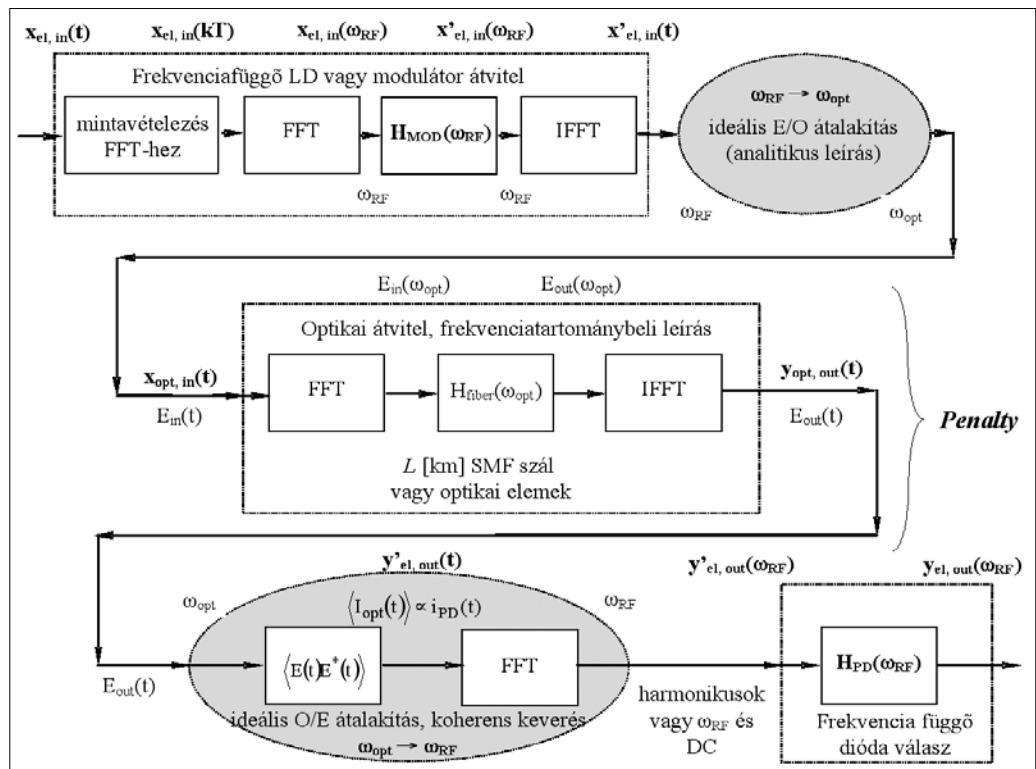 x_el, in(t) x_el, in(kT) x_el, in(ω_RF) x'_el, in(ω_RF) x'_el, in(t)
Frekvenciafüggő LD vagy modulátor átvitel
mintavételezés
FFT-hez
FFT
H_MOD(ω_RF)
IFFT
ω_RF → ω_opt
ideális E/O átalakítás
(analitikus leírás)
ω_RF ω_RF ω_RF ω_opt
E_in(ω_opt) E_out(ω_opt)
Optikai átvitel, frekvenciatartománybeli leírás
x_opt, in(t)
E_in(t)
FFT
H_fiber(ω_opt)
IFFT
y_opt, out(t)
E_out(t)
Penalty
L [km] SMF szál
vagy optikai elemek
y'_el, out(t) y'_el, out(ω_RF) y_el, out(ω_RF)
ω_opt
⟨I_opt(t)⟩ ∝ i_PD(t)
ω_RF
E_out(t)
⟨E(t)E*(t)⟩
FFT
ideális O/E átalakítás, koherens keverés
ω_opt → ω_RF
harmonikusok
vagy ω_RF és
DC
H_PD(ω_RF)
Frekvencia függő
dióda válasz